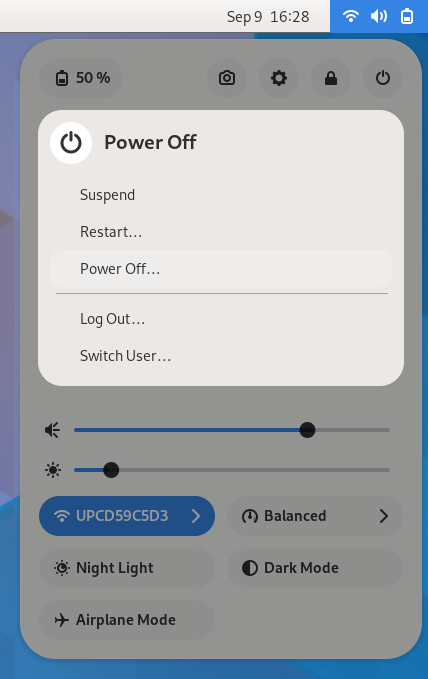 Sep 9 16:28
50 %
Power Off
Suspend
Restart…
Power Off…
Log Out…
Switch User…
UPCD59C5D3
Balanced
Night Light
Dark Mode
Airplane Mode